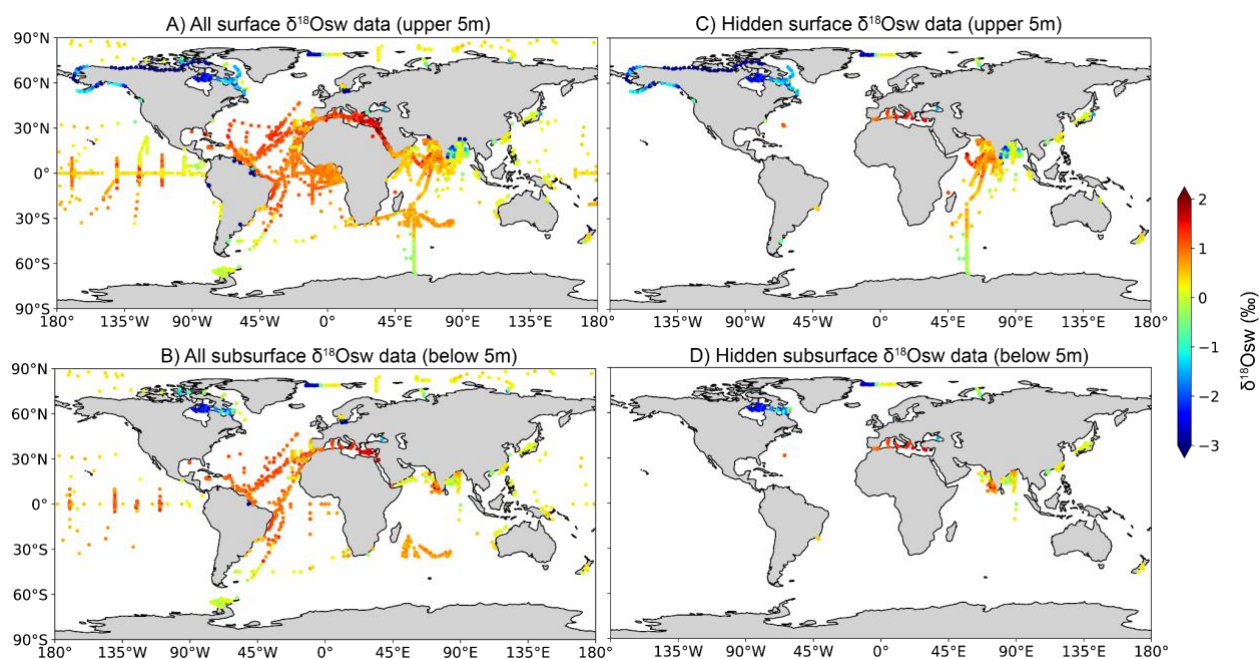 A) All surface δ¹⁸Osw data (upper 5m)
90°N
60°N
30°N
0°
30°S
60°S
90°S
180° 135°W 90°W 45°W 0° 45°E 90°E 135°E 180°
C) Hidden surface δ¹⁸Osw data (upper 5m)
135°W 90°W 45°W 0° 45°E 90°E 135°E 180°
B) All subsurface δ¹⁸Osw data (below 5m)
90°N
60°N
30°N
0°
30°S
60°S
90°S
180° 135°W 90°W 45°W 0° 45°E 90°E 135°E 180°
D) Hidden subsurface δ¹⁸Osw data (below 5m)
135°W 90°W 45°W 0° 45°E 90°E 135°E 180°
2
1
0
−1
−2
−3
δ¹⁸Osw (‰)